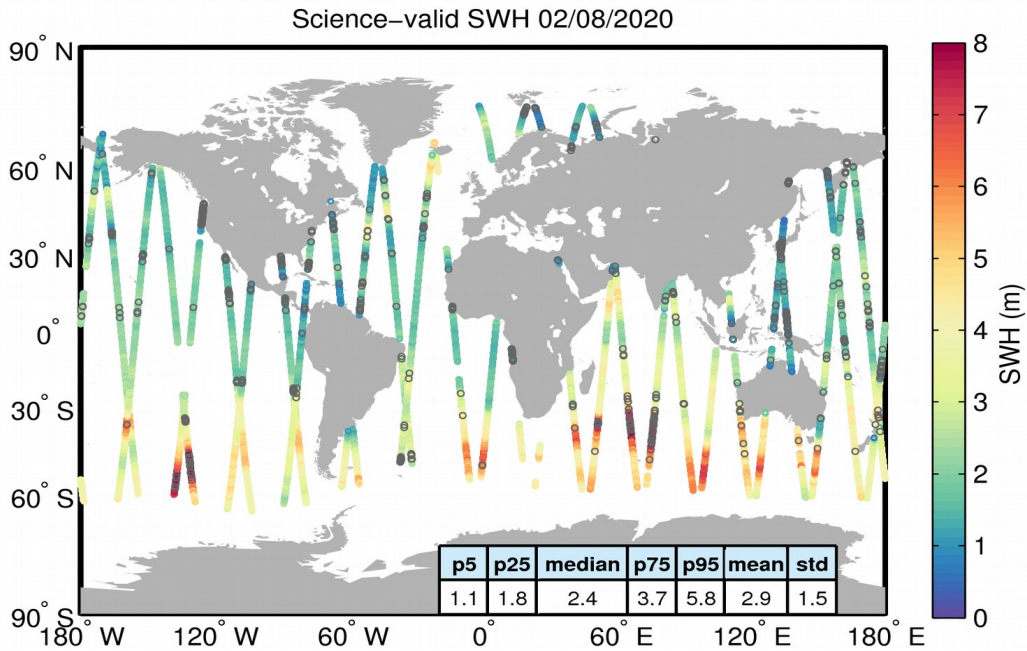 Science−valid SWH 02/08/2020
90° N
60° N
30° N
0°
30° S
60° S
90° S
180° W
120° W
60° W
0°
60° E
120° E
180° E
p5 p25 median p75 p95 mean std
1.1 1.8 2.4 3.7 5.8 2.9 1.5
8
7
6
5
4
3
2
1
0
SWH (m)